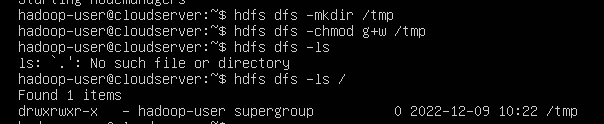 Starting nodemanagers
hadoop-user@cloudserver:~$ hdfs dfs -mkdir /tmp
hadoop-user@cloudserver:~$ hdfs dfs -chmod g+w /tmp
hadoop-user@cloudserver:~$ hdfs dfs -ls
ls: `.': No such file or directory
hadoop-user@cloudserver:~$ hdfs dfs -ls /
Found 1 items
drwxrwxr-x   - hadoop-user supergroup          0 2022-12-09 10:22 /tmp